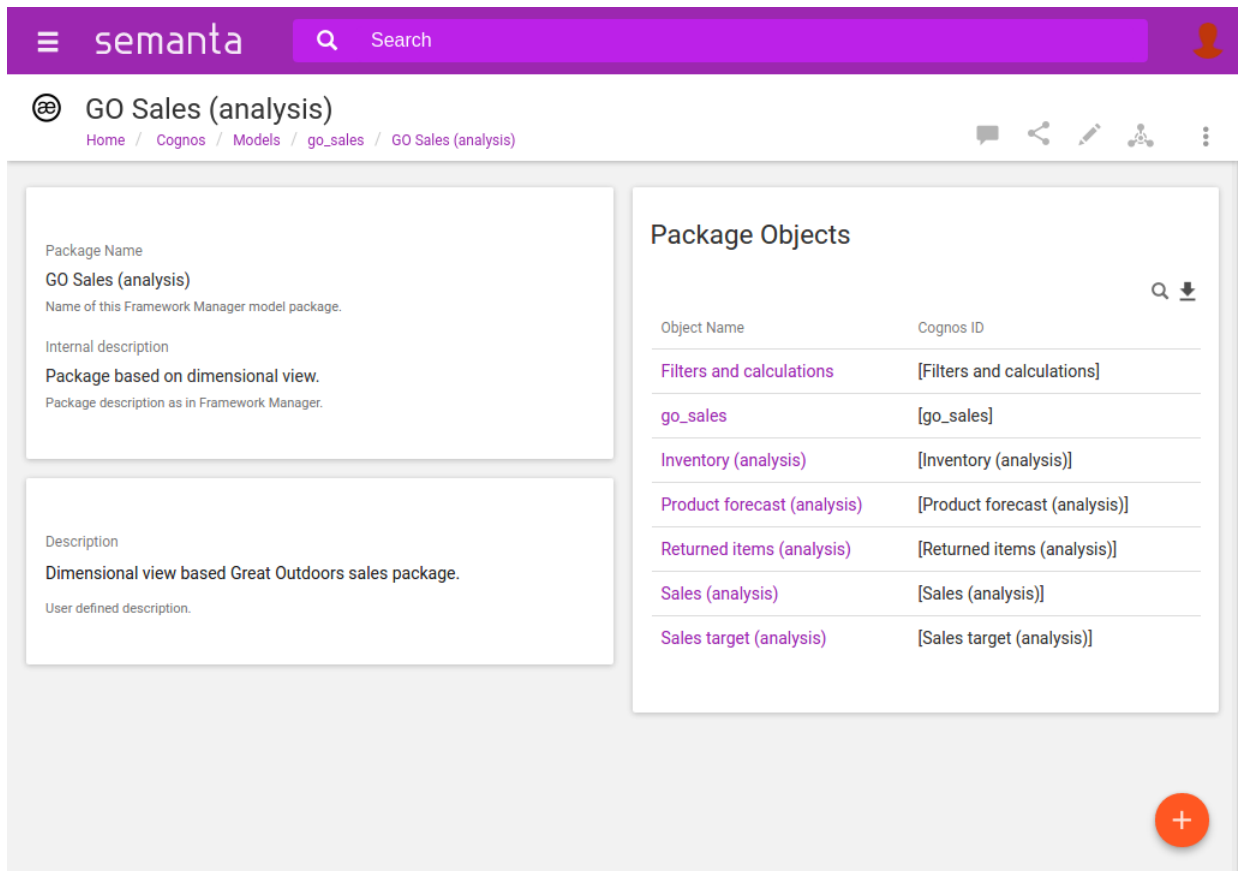 semanta
Search
æ
GO Sales (analysis)
Home / Cognos / Models / go_sales / GO Sales (analysis)
Package Name
GO Sales (analysis)
Name of this Framework Manager model package.
Internal description
Package based on dimensional view.
Package description as in Framework Manager.
Description
Dimensional view based Great Outdoors sales package.
User defined description.
Package Objects
Object Name Cognos ID
Filters and calculations [Filters and calculations]
go_sales [go_sales]
Inventory (analysis) [Inventory (analysis)]
Product forecast (analysis) [Product forecast (analysis)]
Returned items (analysis) [Returned items (analysis)]
Sales (analysis) [Sales (analysis)]
Sales target (analysis) [Sales target (analysis)]